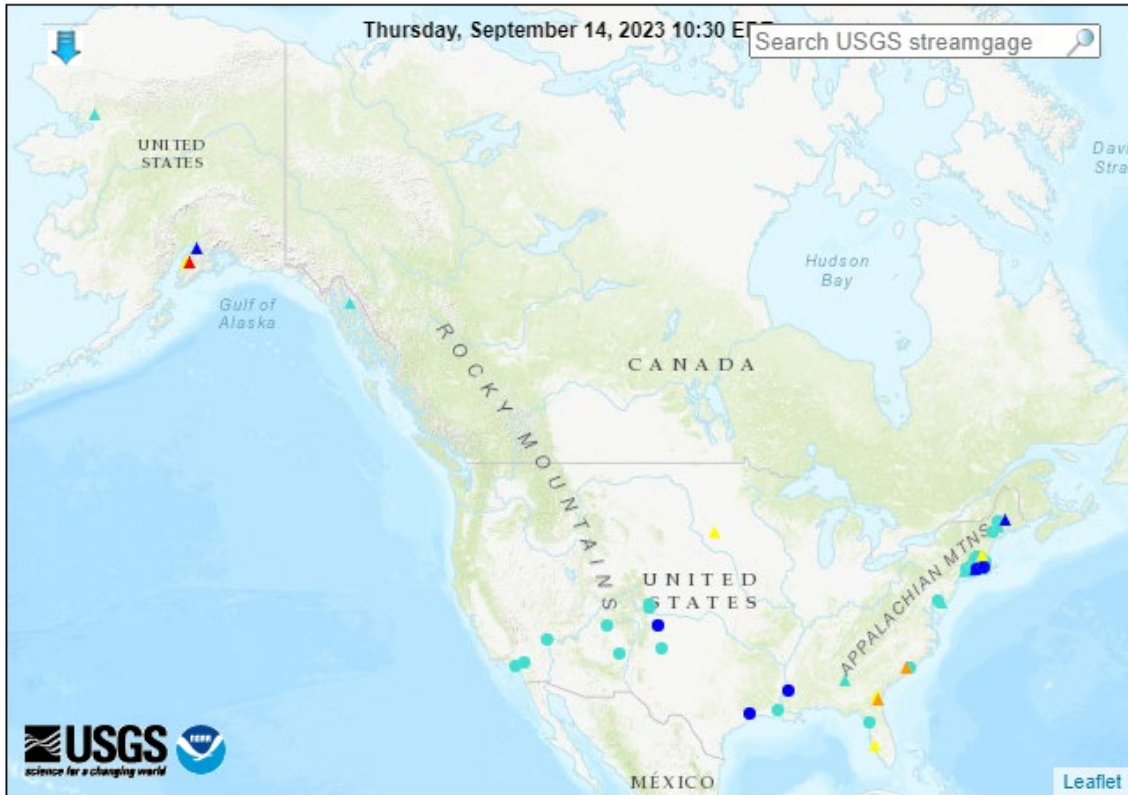 Thursday, September 14, 2023 10:30
Search USGS streamgage
UNITED
STATES
Gulf of
Alaska
Hudson
Bay
ROCKY MOUNTAINS
CANADA
UNITED
STATES
APPALACHIAN MTNS
USGS
science for a changing world
MÉXICO
Leaflet